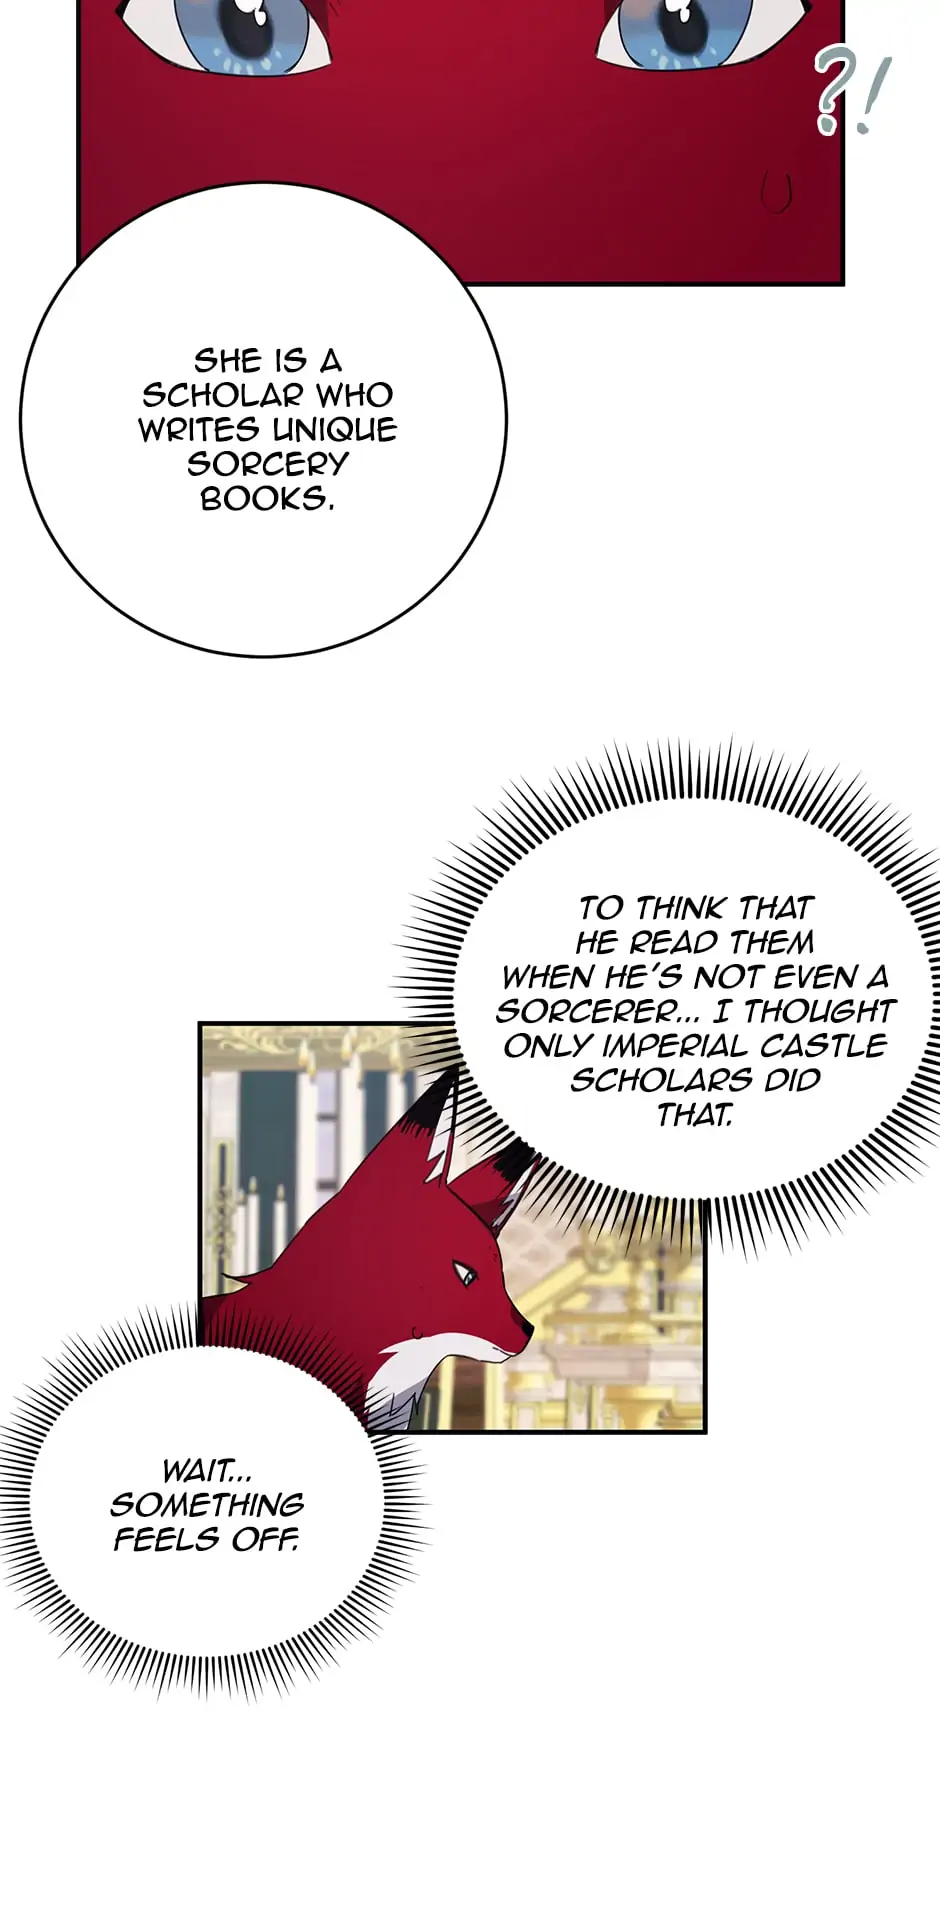 ?!
SHE IS A
SCHOLAR WHO
WRITES UNIQUE
SORCERY
BOOKS.
TO THINK THAT
HE READ THEM
WHEN HE'S NOT EVEN A
SORCERER... I THOUGHT
ONLY IMPERIAL CASTLE
SCHOLARS DID
THAT.
WAIT...
SOMETHING
FEELS OFF.